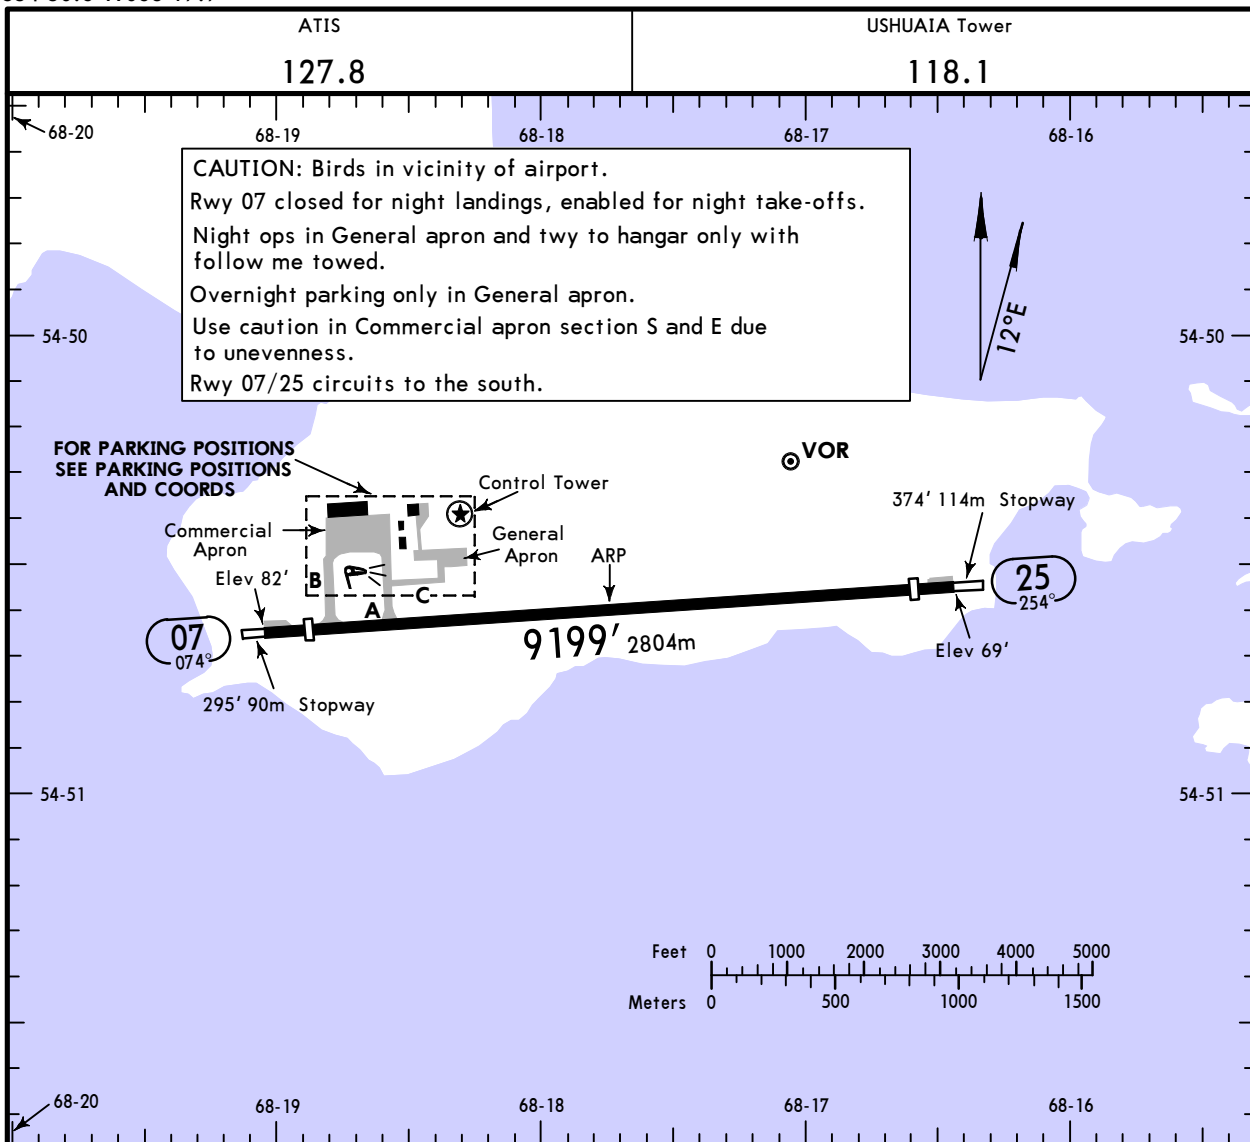 ATIS
127.8
USHUAIA Tower
118.1
68-20
68-19
68-18
68-17
68-16
CAUTION: Birds in vicinity of airport.
Rwy 07 closed for night landings, enabled for night take-offs.
Night ops in General apron and twy to hangar only with
follow me towed.
Overnight parking only in General apron.
Use caution in Commercial apron section S and E due
to unevenness.
Rwy 07/25 circuits to the south.
12°E
54-50
54-50
FOR PARKING POSITIONS
SEE PARKING POSITIONS
AND COORDS
VOR
Control Tower
374' 114m Stopway
Commercial
Apron
General
Apron
ARP
Elev 82'
B
A
C
25
254°
07
074°
9199' 2804m
Elev 69'
295' 90m Stopway
54-51
54-51
Feet 0 1000 2000 3000 4000 5000
Meters 0 500 1000 1500
68-20
68-19
68-18
68-17
68-16